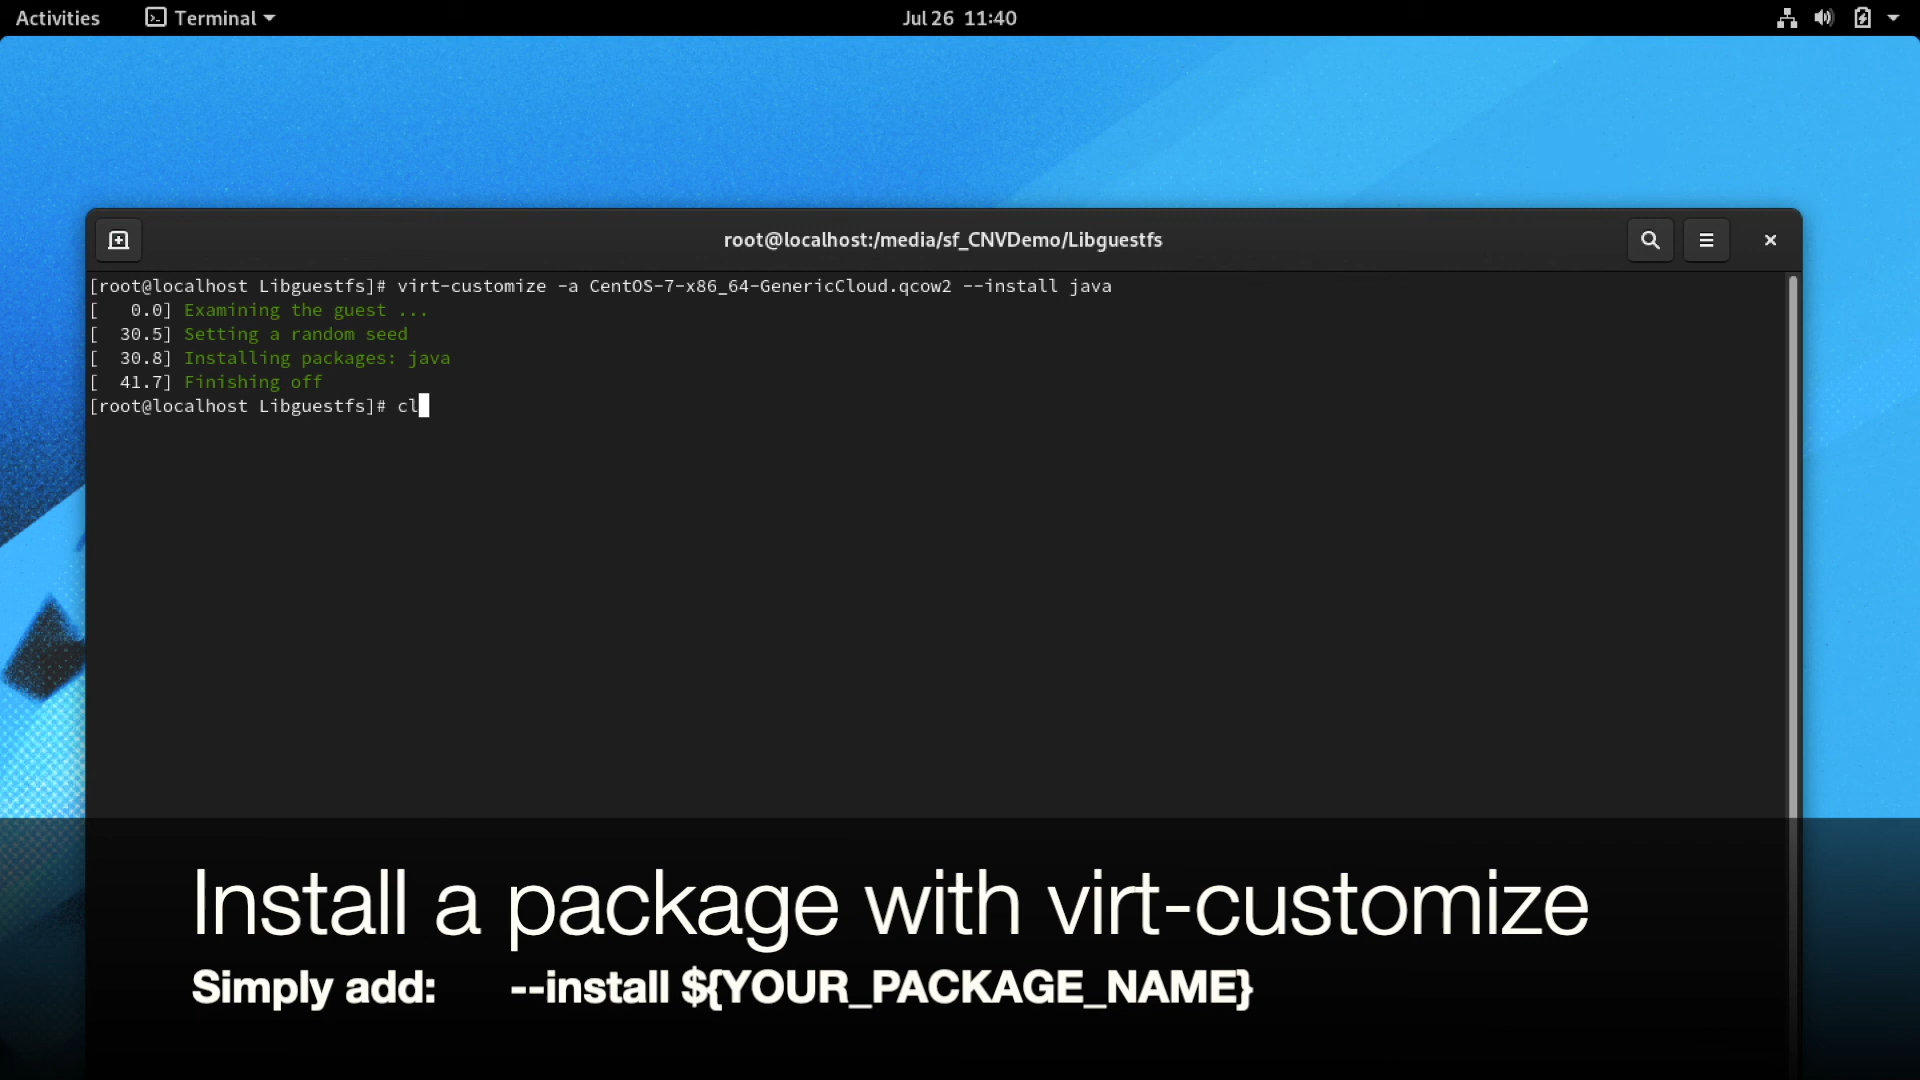 Activities Terminal Jul 26 11:40
root@localhost:/media/sf_CNVDemo/Libguestfs
[root@localhost Libguestfs]# virt-customize -a CentOS-7-x86_64-GenericCloud.qcow2 --install java
[   0.0] Examining the guest ...
[  30.5] Setting a random seed
[  30.8] Installing packages: java
[  41.7] Finishing off
[root@localhost Libguestfs]# cl
Install a package with virt-customize
Simply add: --install ${YOUR_PACKAGE_NAME}